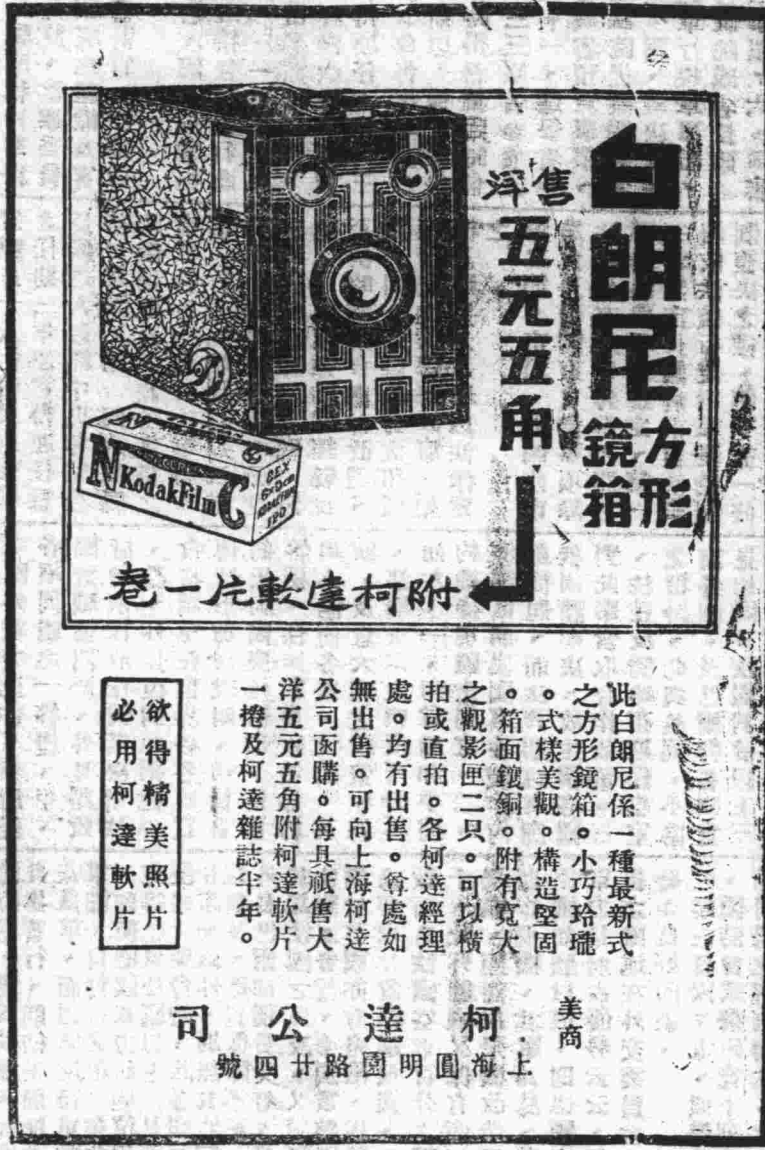 白朗尼
方形
鏡箱
售洋
五元五角
附柯達軟片一卷
N Kodak Film C
6×9cm
120
此白朗尼係一種最新式
之方形鏡箱。小巧玲瓏
。式樣美觀。構造堅固
。箱面鍍銅。附有寬大
之觀影匣二只。可以橫
拍或直拍。各柯達經理
處。均有出售。尊處如
無出售。可向上海柯達
公司函購。每具祇售大
洋五元五角附柯達軟片
一捲及柯達雜誌半年。
欲得精美照片
必用柯達軟片
美商
柯達公司
上海圓明園路廿四號